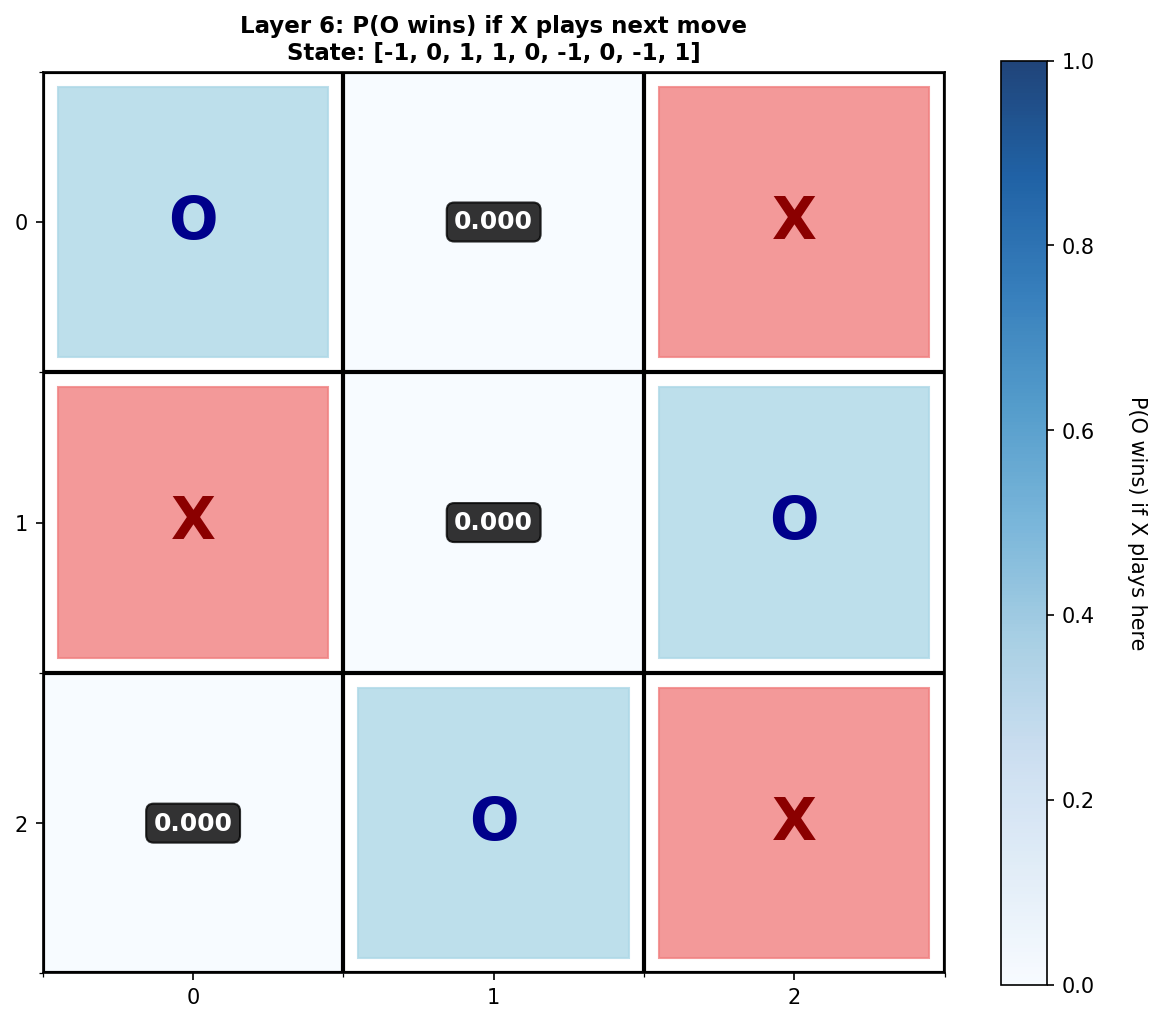 Layer 6: P(O wins) if X plays next move
State: [-1, 0, 1, 1, 0, -1, 0, -1, 1]
0
O
0.000
X
1
X
0.000
O
2
0.000
O
X
0
1
2
1.0
0.8
0.6
0.4
0.2
0.0
P(O wins) if X plays here